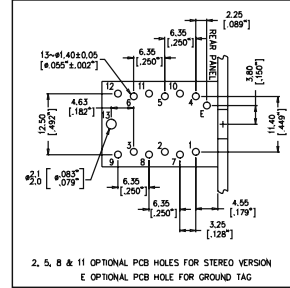 2.25
[.089"]
6.35
[.250"]
REAR PANEL
13~ø1,40±0,05
[ø.055"±.002"]
6.35
[.250"]
3.80
[.150"]
12 11 10
6 5 4
E
4.63
[.182"]
13
12.50
[.492"]
11.40
[.449"]
ø2.1
2.0
[ø.083"
.079"]
3 2 1
9 8 7
6.35
[.250"]
6.35
[.250"]
4.55
[.179"]
3.25
[.128"]
2, 5, 8 & 11 OPTIONAL PCB HOLES FOR STEREO VERSION
E OPTIONAL PCB HOLE FOR GROUND TAG